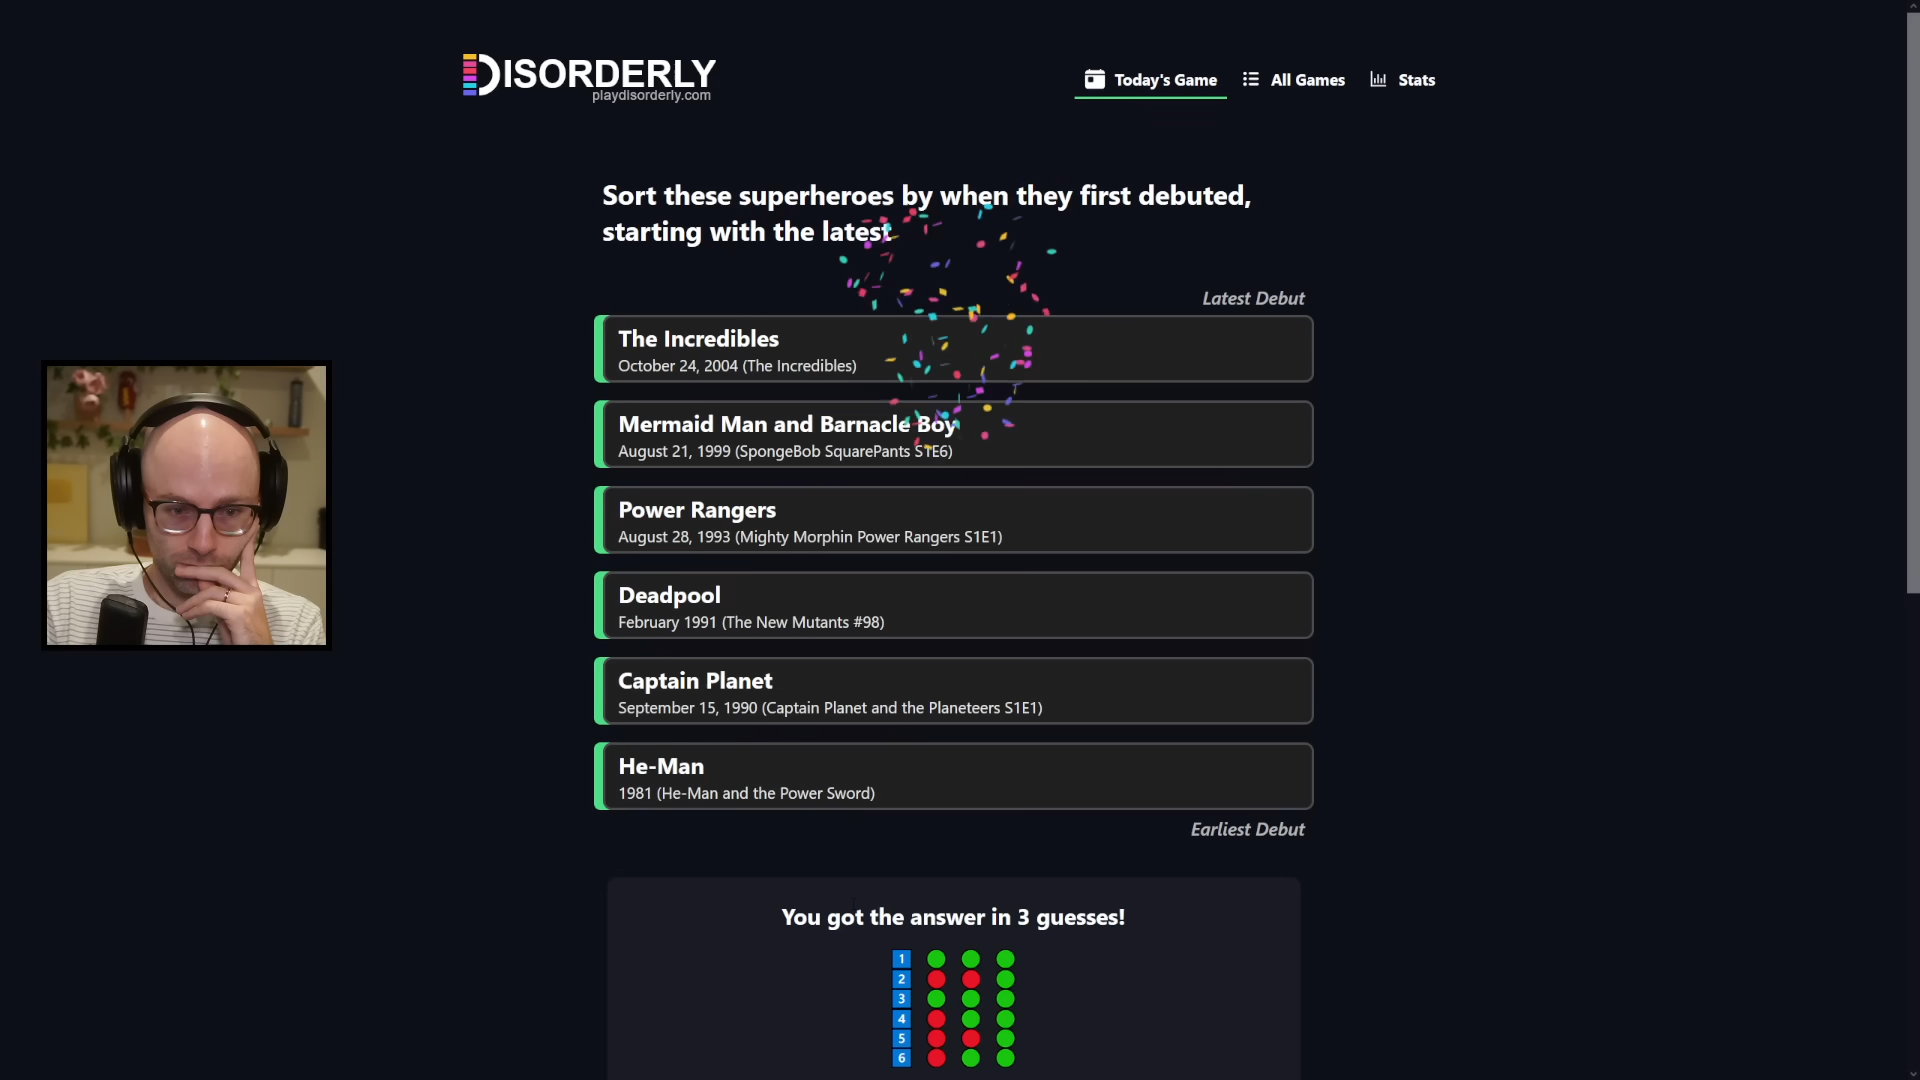 DISORDERLY
playdisorderly.com
Today's Game
All Games
Stats
Sort these superheroes by when they first debuted,
starting with the latest
Latest Debut
The Incredibles
October 24, 2004 (The Incredibles)
Mermaid Man and Barnacle Boy
August 21, 1999 (SpongeBob SquarePants S1E6)
Power Rangers
August 28, 1993 (Mighty Morphin Power Rangers S1E1)
Deadpool
February 1991 (The New Mutants #98)
Captain Planet
September 15, 1990 (Captain Planet and the Planeteers S1E1)
He-Man
1981 (He-Man and the Power Sword)
Earliest Debut
You got the answer in 3 guesses!
1
2
3
4
5
6